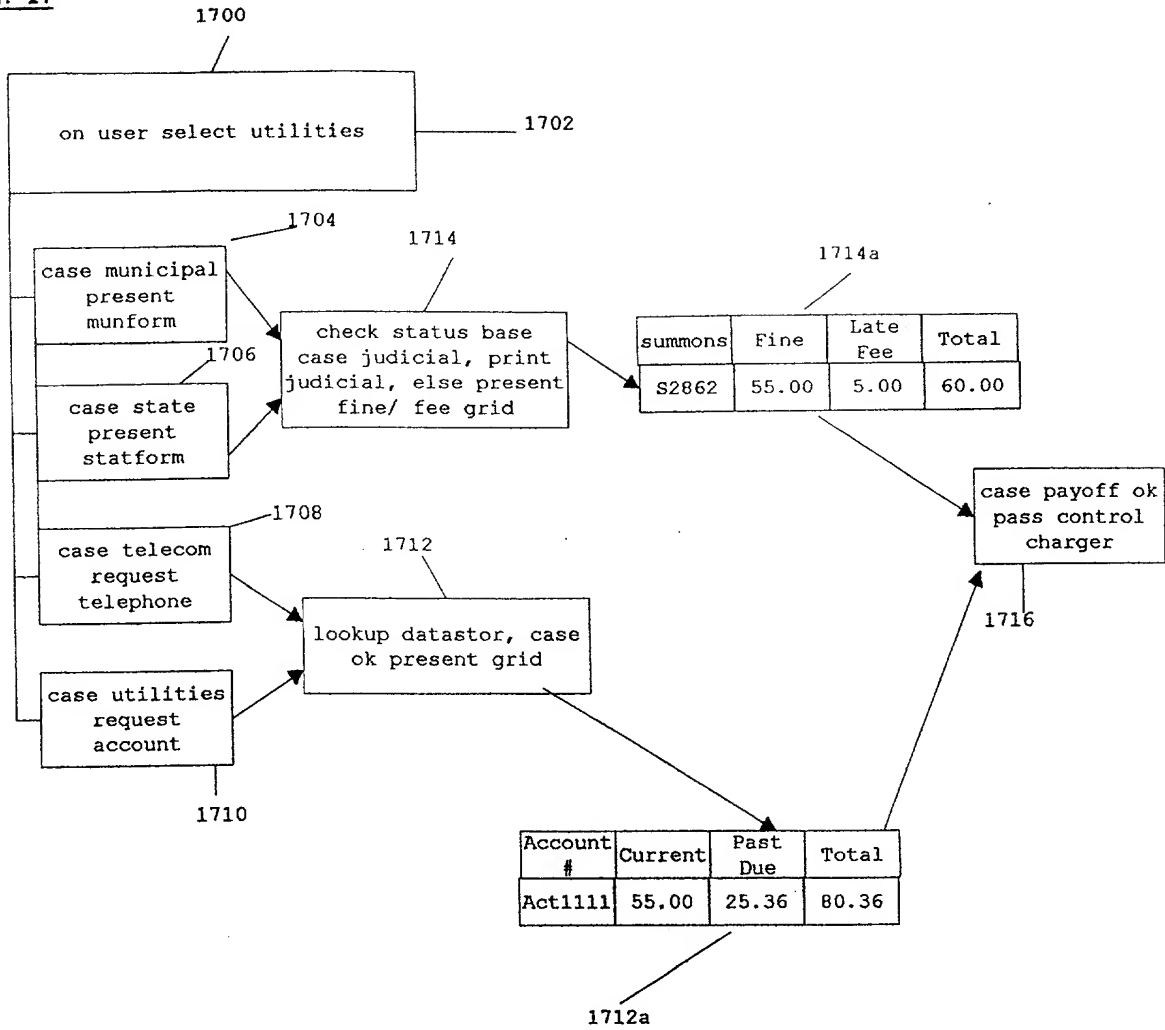 1700
on user select utilities
1702
1704
case municipal
present
munform
1706
case state
present
statform
1708
case telecom
request
telephone
case utilities
request
account
1710
1714
check status base
case judicial, print
judicial, else present
fine/ fee grid
1712
lookup datastor, case
ok present grid
1714a
summons Fine Late Fee Total
S2862 55.00 5.00 60.00
case payoff ok
pass control
charger
1716
Account # Current Past Due Total
Act1111 55.00 25.36 80.36
1712a